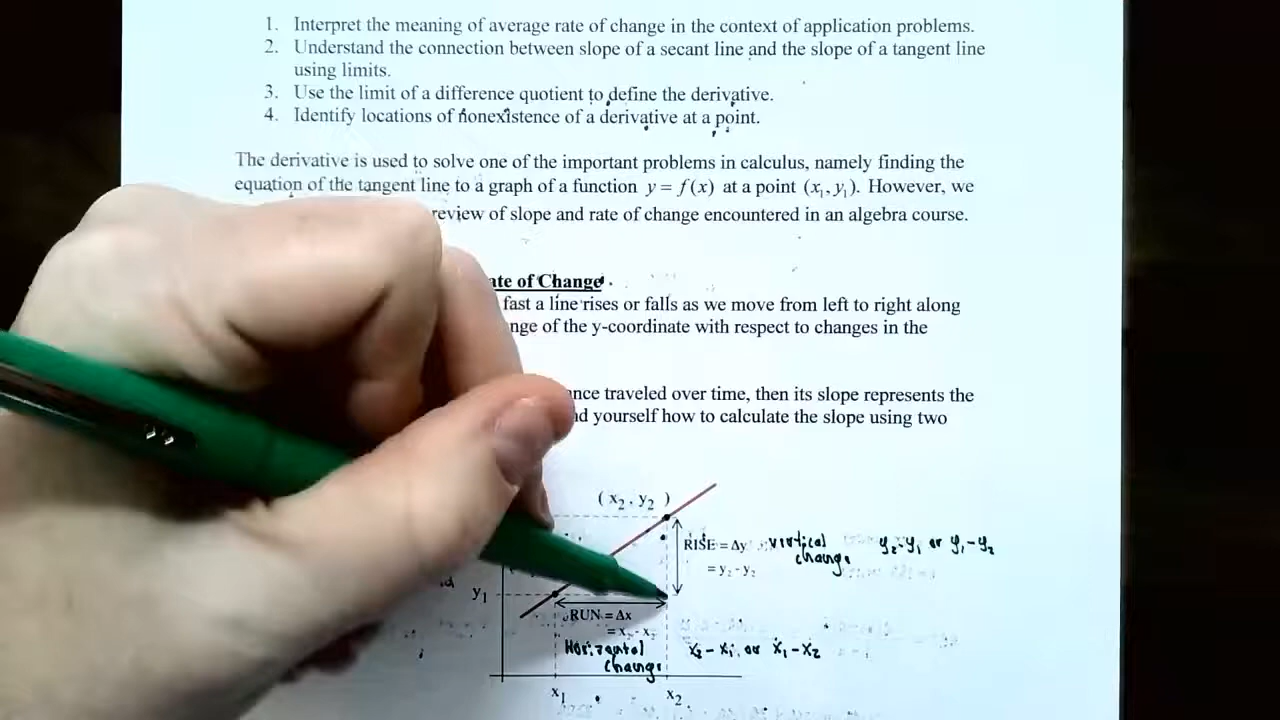 1. Interpret the meaning of average rate of change in the context of application problems.
2. Understand the connection between slope of a secant line and the slope of a tangent line
using limits.
3. Use the limit of a difference quotient to define the derivative.
4. Identify locations of nonexistence of a derivative at a point.
The derivative is used to solve one of the important problems in calculus, namely finding the
equation of the tangent line to a graph of a function y = f(x) at a point (x₁, y₁). However, we
review of slope and rate of change encountered in an algebra course.
ate of Change
fast a line rises or falls as we move from left to right along
nge of the y-coordinate with respect to changes in the
nce traveled over time, then its slope represents the
d yourself how to calculate the slope using two
(x₂, y₂)
RISE = Δy vertical change y₂-y₁ or y₁-y₂
= y₂ - y₂
y₁
RUN = Δx
= x₂ - x₂
Horizontal change x₂-x₁ or x₁-x₂
x₁ x₂